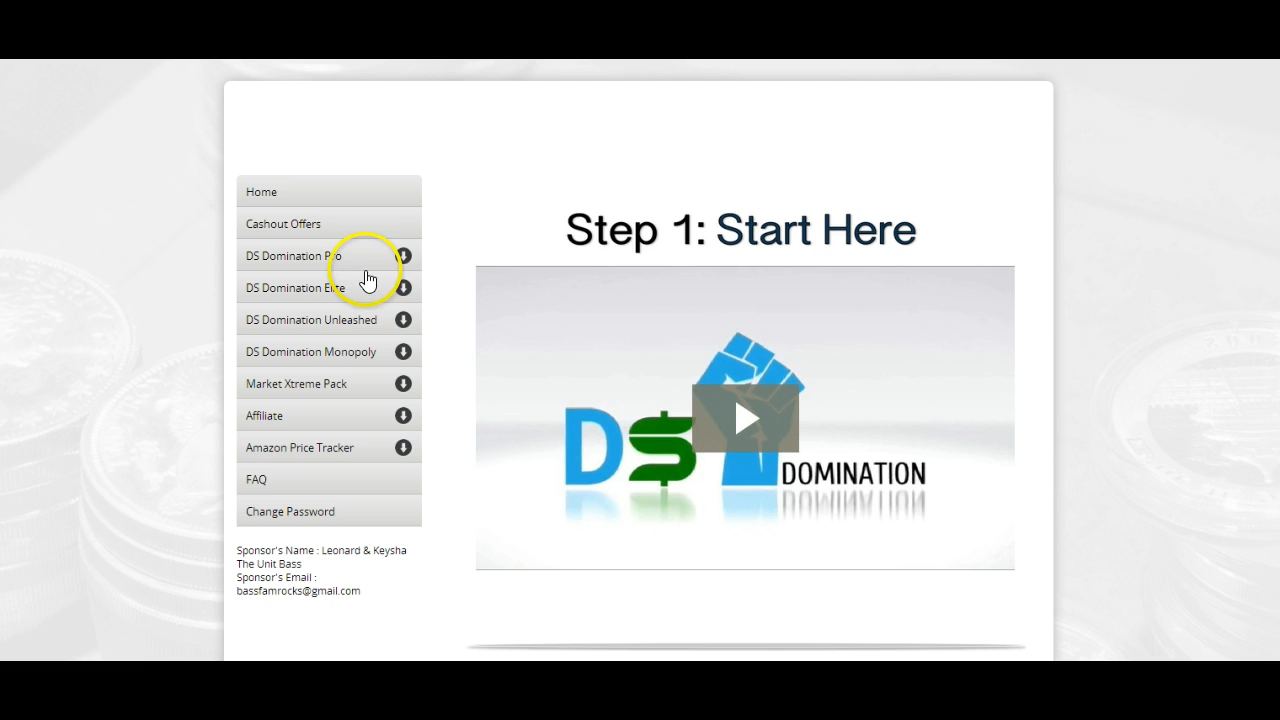 Home
Cashout Offers
DS Domination Pro
DS Domination Elite
DS Domination Unleashed
DS Domination Monopoly
Market Xtreme Pack
Affiliate
Amazon Price Tracker
FAQ
Change Password
Sponsor's Name : Leonard & Keysha
The Unit Bass
Sponsor's Email :
bassfamrocks@gmail.com
Step 1: Start Here
D$
DOMINATION